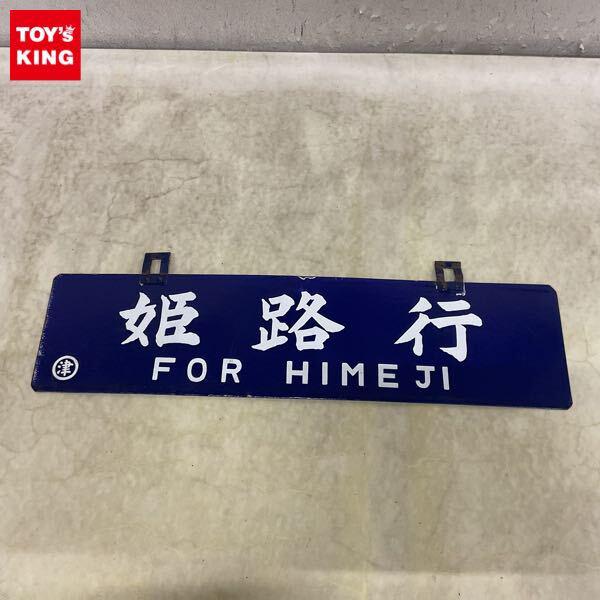 TOY's
KING
姫路行
FOR HIMEJI
津